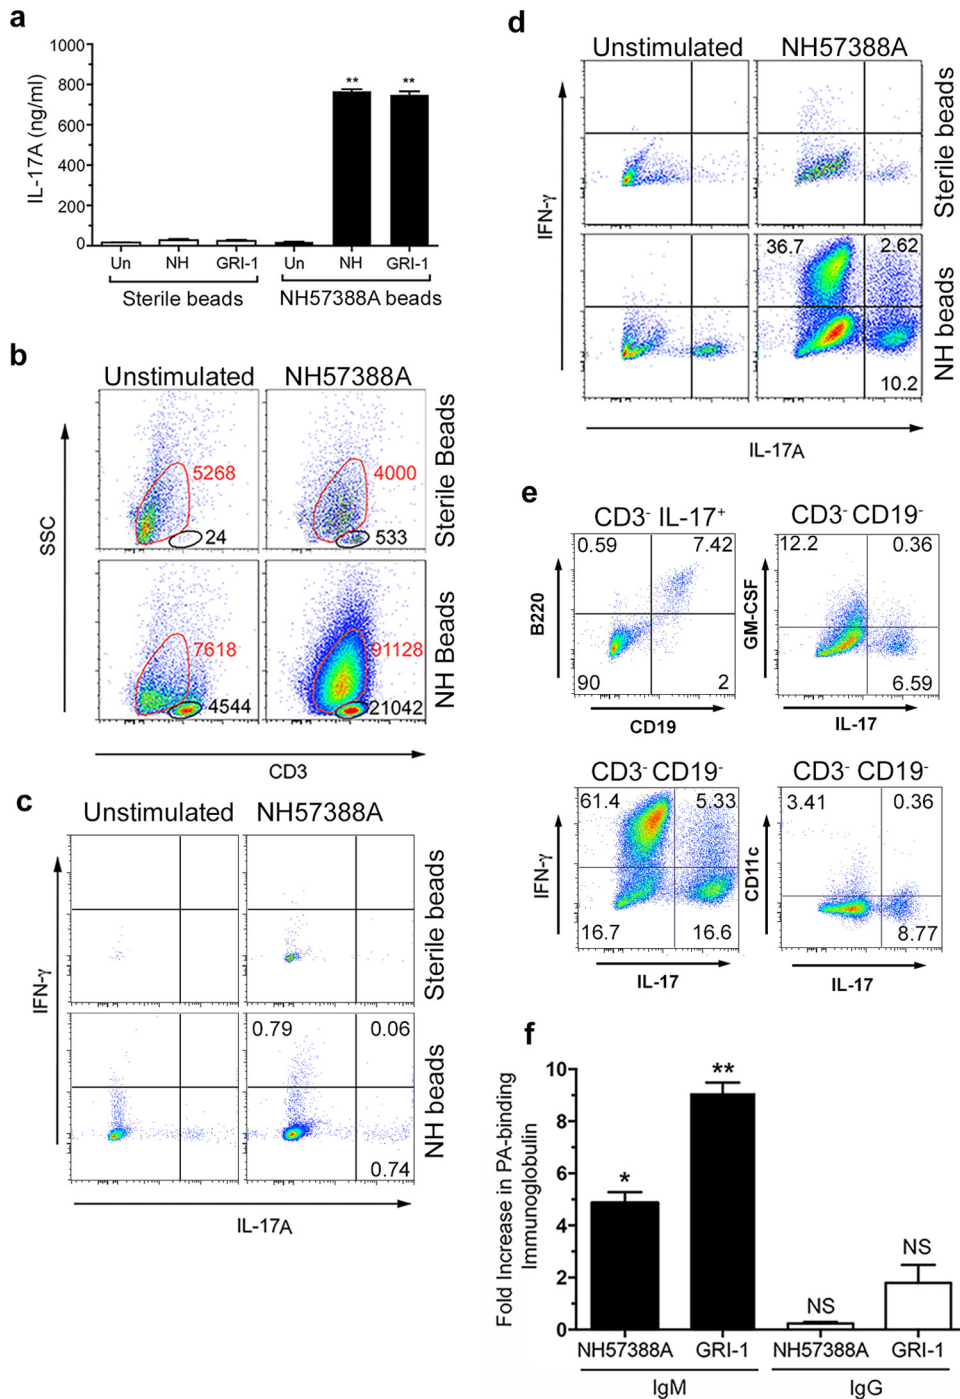 a
1000
800
600
400
200
0
IL-17A (ng/ml)
** **
Un NH GRI-1 Un NH GRI-1
Sterile beads NH57388A beads
b
Unstimulated NH57388A
5268 4000
24 533
Sterile Beads
7618 91128
4544 21042
NH Beads
SSC
CD3
c
Unstimulated NH57388A
Sterile beads
0.79 0.06
0.74
NH beads
IFN-γ
IL-17A
d
Unstimulated NH57388A
Sterile beads
36.7 2.62
10.2
NH beads
IFN-γ
IL-17A
e
CD3- IL-17+
0.59 7.42
90 2
B220
CD19
CD3- CD19-
12.2 0.36
6.59
GM-CSF
IL-17
CD3- CD19-
61.4 5.33
16.7 16.6
IFN-γ
IL-17
CD3- CD19-
3.41 0.36
8.77
CD11c
IL-17
f
10
8
6
4
2
0
Fold Increase in PA-binding
Immunoglobulin
* ** NS NS
NH57388A GRI-1 NH57388A GRI-1
IgM IgG